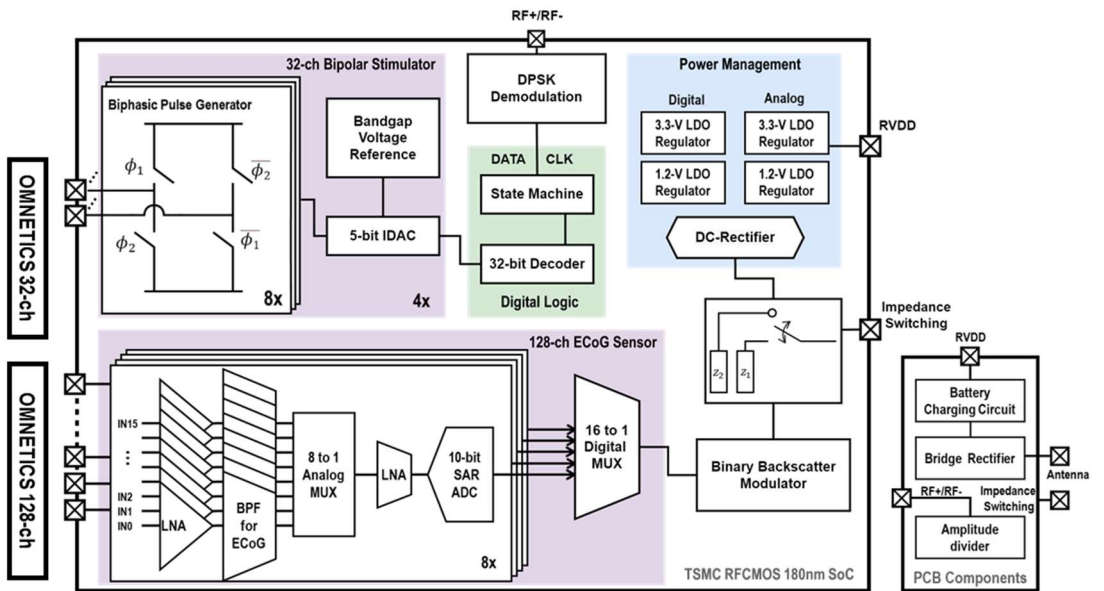 RF+/RF-
32-ch Bipolar Stimulator
Biphasic Pulse Generator
ϕ1
ϕ2
ϕ2
ϕ1
8x
Bandgap
Voltage
Reference
5-bit IDAC
4x
DPSK
Demodulation
DATA
CLK
State Machine
32-bit Decoder
Digital Logic
Power Management
Digital
Analog
3.3-V LDO
Regulator
3.3-V LDO
Regulator
1.2-V LDO
Regulator
1.2-V LDO
Regulator
DC-Rectifier
RVDD
OMNETICS 32-ch
OMNETICS 128-ch
128-ch ECoG Sensor
IN15
...
IN2
IN1
IN0
LNA
BPF
for
ECoG
8 to 1
Analog
MUX
LNA
10-bit
SAR
ADC
8x
16 to 1
Digital
MUX
z2
z1
Impedance
Switching
Binary Backscatter
Modulator
TSMC RFCMOS 180nm SoC
RVDD
Battery
Charging Circuit
Bridge Rectifier
Antenna
RF+/RF-
Impedance
Switching
Amplitude
divider
PCB Components